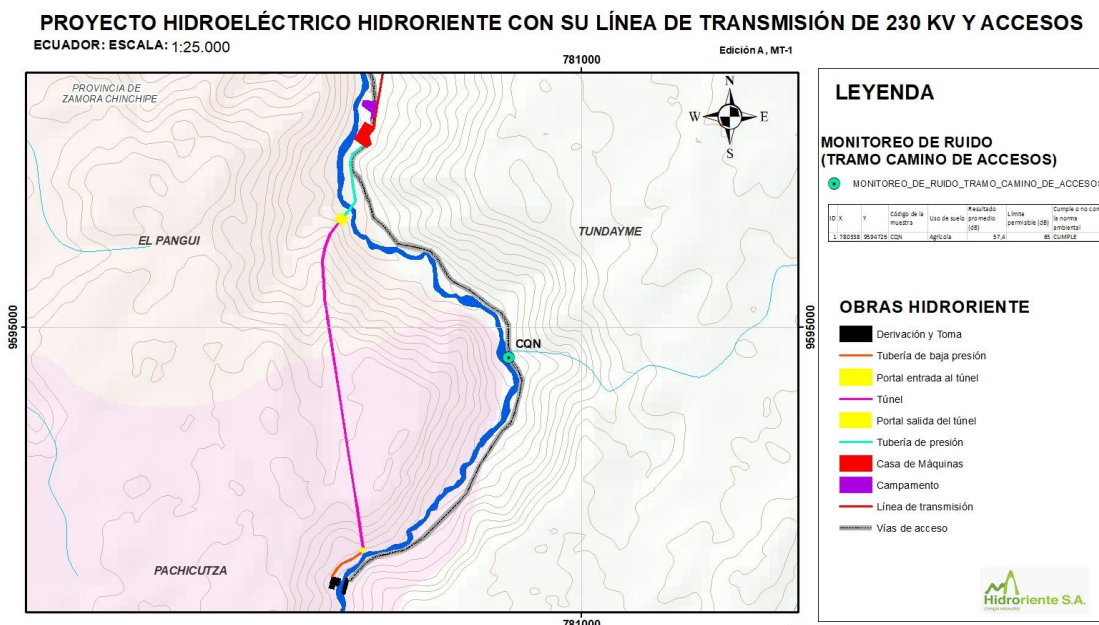 PROYECTO HIDROELÉCTRICO HIDRORIENTE CON SU LÍNEA DE TRANSMISIÓN DE 230 KV Y ACCESOS
ECUADOR: ESCALA: 1:25.000
Edición A, MT-1
781000
PROVINCIA DE
ZAMORA CHINCHIPE
N
W E
S
EL PANGUI
TUNDAYME
9595000
9595000
CQN
PACHICUTZA
781000
LEYENDA
MONITOREO DE RUIDO
(TRAMO CAMINO DE ACCESOS)
MONITOREO_DE_RUIDO_TRAMO_CAMINO_DE_ACCESOS
ID X Y Código de la muestra Uso de suelo Resultado promedio (dB) Límite permisible (dB) Cumple o no con la norma ambiental
1 780338 9594726 CQN Agrícola 57,4 65 CUMPLE
OBRAS HIDRORIENTE
Derivación y Toma
Tubería de baja presión
Portal entrada al túnel
Túnel
Portal salida del túnel
Tubería de presión
Casa de Máquinas
Campamento
Línea de transmisión
Vías de acceso
Hidroriente S.A.
Energía renovable